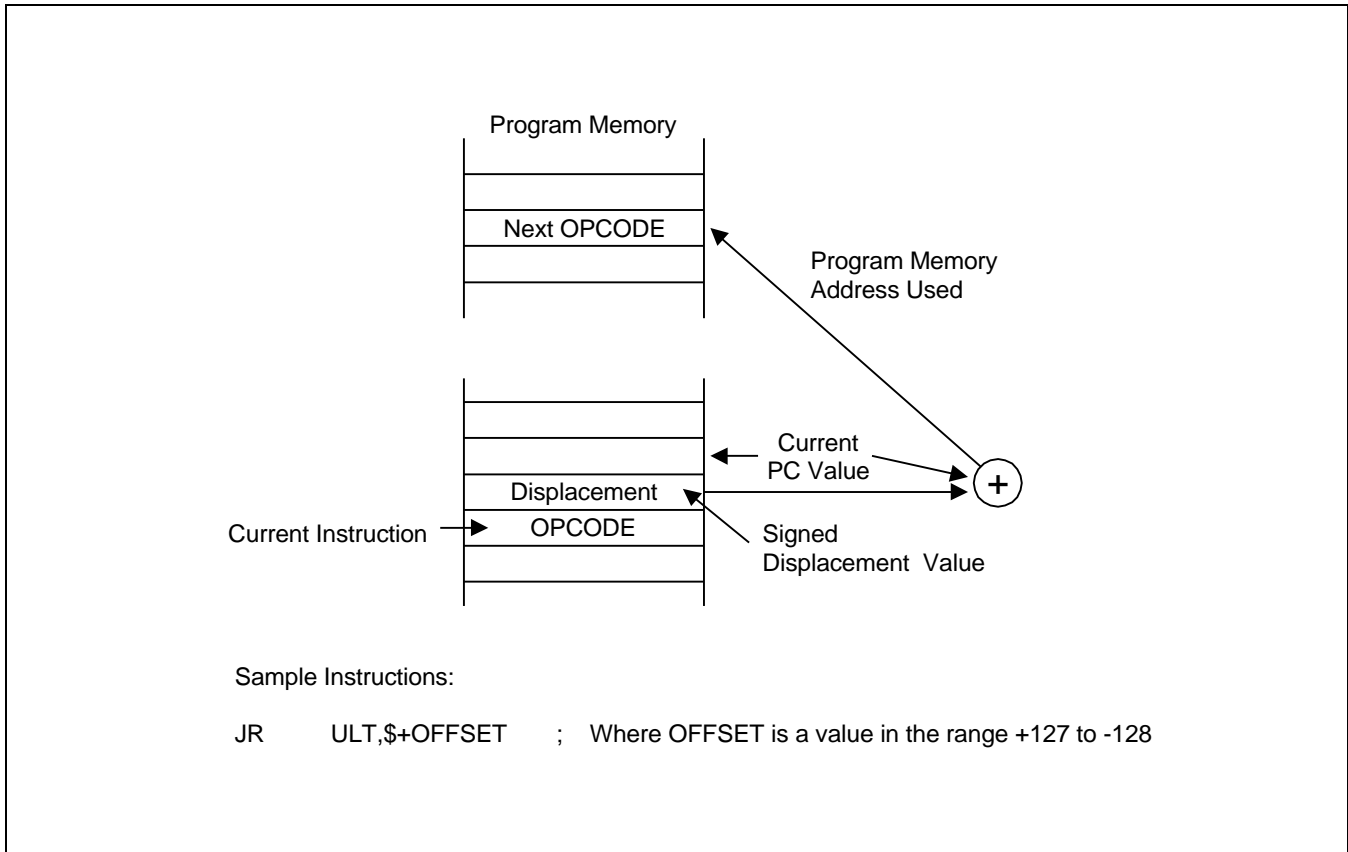 Program Memory
Next OPCODE
Program Memory
Address Used
Current
PC Value
+
Displacement
Current Instruction
OPCODE
Signed
Displacement Value
Sample Instructions:
JR ULT,$+OFFSET ; Where OFFSET is a value in the range +127 to -128